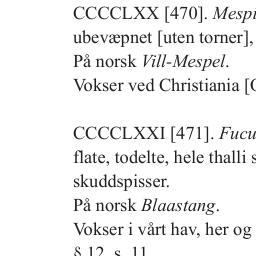 CCCCLXX [470]. Mespi
ubevæpnet [uten torner],
På norsk Vill-Mespel.
Vokser ved Christiania [O
CCCCLXXI [471]. Fucu
flate, todelte, hele thalli s
skuddspisser.
På norsk Blaastang.
Vokser i vårt hav, her og
§ 12, s. 11